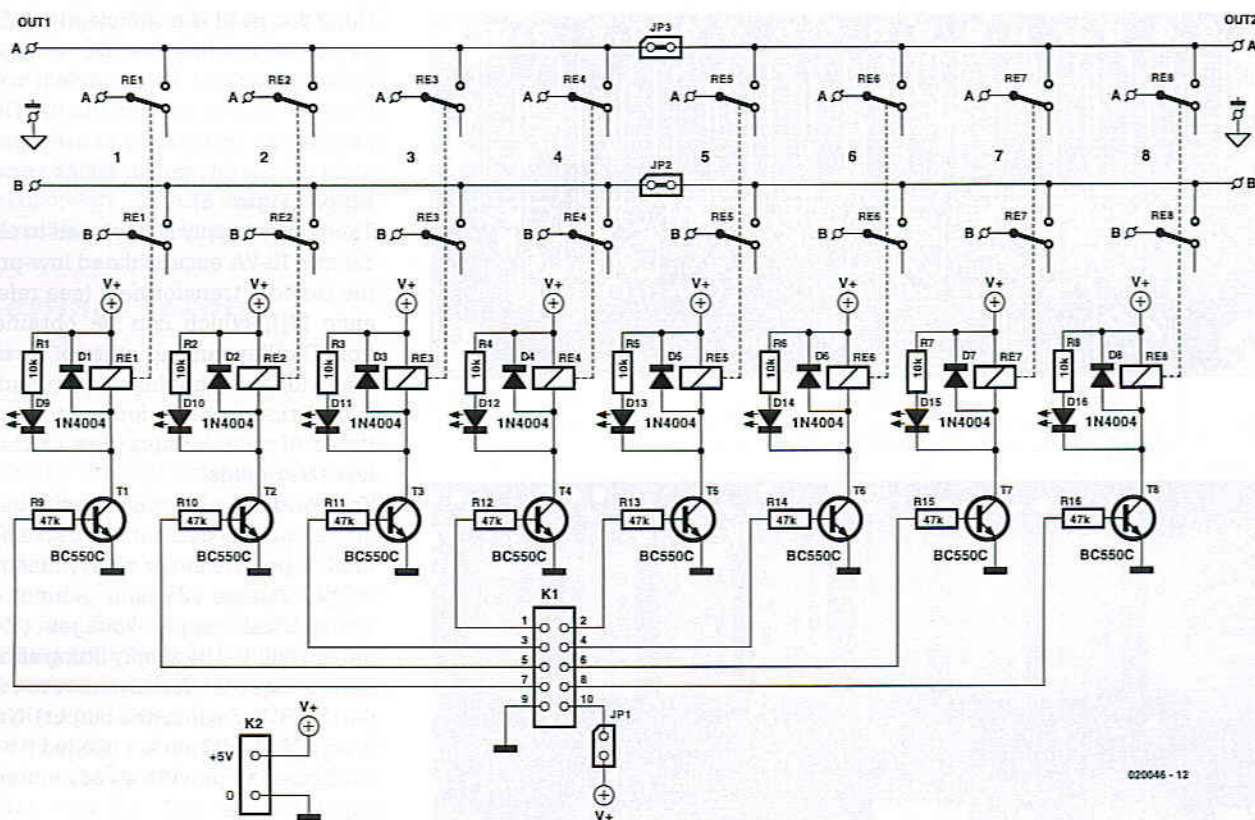 OUT1 OUT2
A JP3 A
RE1 RE2 RE3 RE4 RE5 RE6 RE7 RE8
A A A A A A A A
1 2 3 4 5 6 7 8
B JP2 B
RE1 RE2 RE3 RE4 RE5 RE6 RE7 RE8
B B B B B B B B
V+ V+ V+ V+ V+ V+ V+ V+
R1 R2 R3 R4 R5 R6 R7 R8
10k 10k 10k 10k 10k 10k 10k 10k
D1 D2 D3 D4 D5 D6 D7 D8
RE1 RE2 RE3 RE4 RE5 RE6 RE7 RE8
D9 D10 D11 D12 D13 D14 D15 D16
1N4004 1N4004 1N4004 1N4004 1N4004 1N4004 1N4004 1N4004
T1 T2 T3 T4 T5 T6 T7 T8
R9 R10 R11 R12 R13 R14 R15 R16
47k 47k 47k 47k 47k 47k 47k 47k
BC550C BC550C BC550C BC550C BC550C BC550C BC550C BC550C
K1
1 2
3 4
5 6
7 8
9 10
JP1
V+
K2
V+
+5V
0
020046 - 12